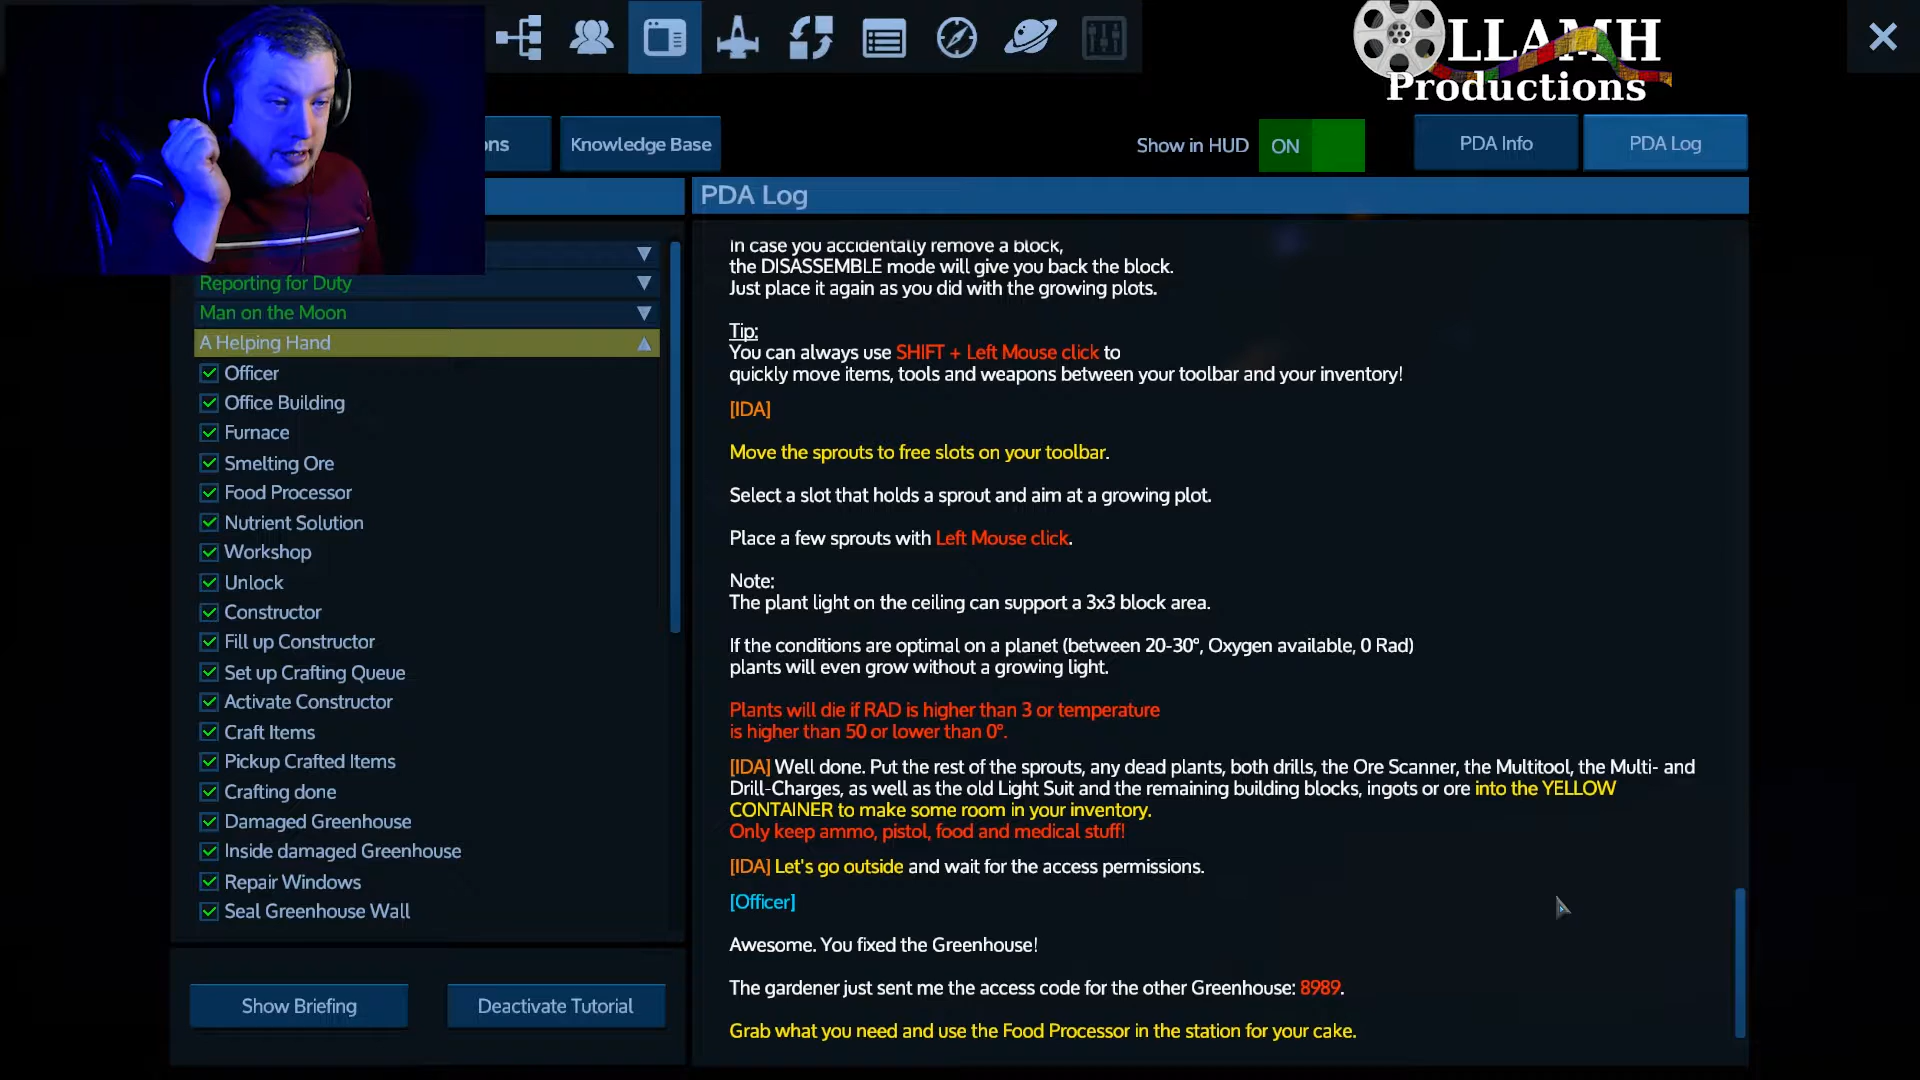 LLAMH
Productions
ons
Knowledge Base
Show in HUD
ON
PDA Info
PDA Log
PDA Log
Reporting for Duty
Man on the Moon
A Helping Hand
Officer
Office Building
Furnace
Smelting Ore
Food Processor
Nutrient Solution
Workshop
Unlock
Constructor
Fill up Constructor
Set up Crafting Queue
Activate Constructor
Craft Items
Pickup Crafted Items
Crafting done
Damaged Greenhouse
Inside damaged Greenhouse
Repair Windows
Seal Greenhouse Wall
Show Briefing
Deactivate Tutorial
In case you accidentally remove a block,
the DISASSEMBLE mode will give you back the block.
Just place it again as you did with the growing plots.
Tip:
You can always use SHIFT + Left Mouse click to
quickly move items, tools and weapons between your toolbar and your inventory!
[IDA]
Move the sprouts to free slots on your toolbar.
Select a slot that holds a sprout and aim at a growing plot.
Place a few sprouts with Left Mouse click.
Note:
The plant light on the ceiling can support a 3x3 block area.
If the conditions are optimal on a planet (between 20-30°, Oxygen available, 0 Rad)
plants will even grow without a growing light.
Plants will die if RAD is higher than 3 or temperature
is higher than 50 or lower than 0°.
[IDA] Well done. Put the rest of the sprouts, any dead plants, both drills, the Ore Scanner, the Multitool, the Multi- and
Drill-Charges, as well as the old Light Suit and the remaining building blocks, ingots or ore into the YELLOW
CONTAINER to make some room in your inventory.
Only keep ammo, pistol, food and medical stuff!
[IDA] Let's go outside and wait for the access permissions.
[Officer]
Awesome. You fixed the Greenhouse!
The gardener just sent me the access code for the other Greenhouse: 8989.
Grab what you need and use the Food Processor in the station for your cake.